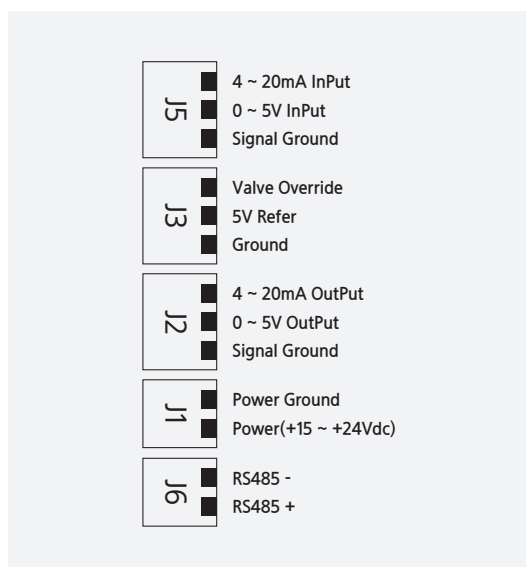 J5
4 ~ 20mA InPut
0 ~ 5V InPut
Signal Ground
J3
Valve Override
5V Refer
Ground
J2
4 ~ 20mA OutPut
0 ~ 5V OutPut
Signal Ground
J1
Power Ground
Power(+15 ~ +24Vdc)
J6
RS485 -
RS485 +